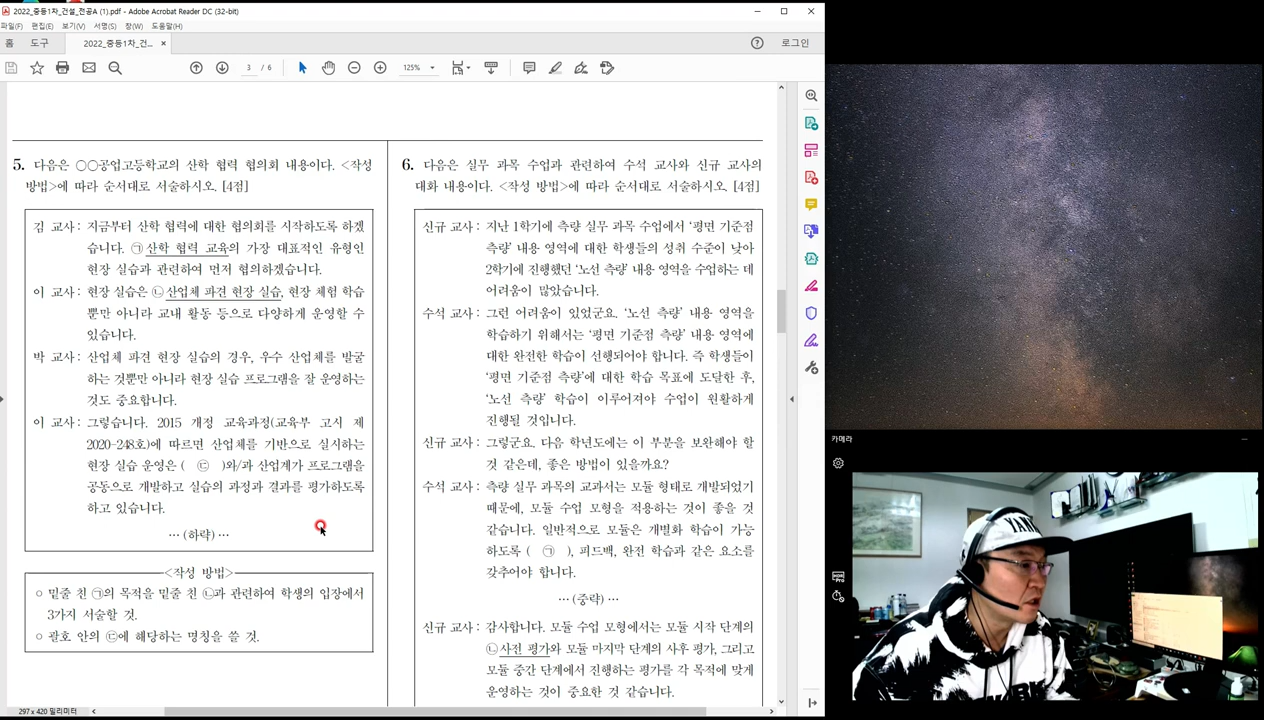 2022_중등1차_건설_전공A (1).pdf - Adobe Acrobat Reader DC (32-bit)
파일(F) 편집(E) 보기(V) 서명(S) 창(W) 도움말(H)
홈 도구 2022_중등1차_건... × 로그인
3 / 6 125%
5. 다음은 ○○공업고등학교의 산학 협력 협의회 내용이다. <작성
방법>에 따라 순서대로 서술하시오. [4점]
김 교사 : 지금부터 산학 협력에 대한 협의회를 시작하도록 하겠
습니다. ㉠산학 협력 교육의 가장 대표적인 유형인
현장 실습과 관련하여 먼저 협의하겠습니다.
이 교사 : 현장 실습은 ㉡산업체 파견 현장 실습, 현장 체험 학습
뿐만 아니라 교내 활동 등으로 다양하게 운영할 수
있습니다.
박 교사 : 산업체 파견 현장 실습의 경우, 우수 산업체를 발굴
하는 것뿐만 아니라 현장 실습 프로그램을 잘 운영하는
것도 중요합니다.
이 교사 : 그렇습니다. 2015 개정 교육과정(교육부 고시 제
2020-248호)에 따르면 산업체를 기반으로 실시하는
현장 실습 운영은 ( ㉢ )와/과 산업계가 프로그램을
공동으로 개발하고 실습의 과정과 결과를 평가하도록
하고 있습니다.
… (하략) …
<작성 방법>
○ 밑줄 친 ㉠의 목적을 밑줄 친 ㉡과 관련하여 학생의 입장에서
3가지 서술할 것.
○ 괄호 안의 ㉢에 해당하는 명칭을 쓸 것.
6. 다음은 실무 과목 수업과 관련하여 수석 교사와 신규 교사의
대화 내용이다. <작성 방법>에 따라 순서대로 서술하시오. [4점]
신규 교사 : 지난 1학기에 측량 실무 과목 수업에서 ‘평면 기준점
측량’ 내용 영역에 대한 학생들의 성취 수준이 낮아
2학기에 진행했던 ‘노선 측량’ 내용 영역을 수업하는 데
어려움이 많았습니다.
수석 교사 : 그런 어려움이 있었군요. ‘노선 측량’ 내용 영역을
학습하기 위해서는 ‘평면 기준점 측량’ 내용 영역에
대한 완전한 학습이 선행되어야 합니다. 즉 학생들이
‘평면 기준점 측량’에 대한 학습 목표에 도달한 후,
‘노선 측량’ 학습이 이루어져야 수업이 원활하게
진행될 것입니다.
신규 교사 : 그렇군요. 다음 학년도에는 이 부분을 보완해야 할
것 같은데, 좋은 방법이 있을까요?
수석 교사 : 측량 실무 과목의 교과서는 모듈 형태로 개발되었기
때문에, 모듈 수업 모형을 적용하는 것이 좋을 것
같습니다. 일반적으로 모듈은 개별화 학습이 가능
하도록 ( ㉠ ), 피드백, 완전 학습과 같은 요소를
갖추어야 합니다.
… (중략) …
신규 교사 : 감사합니다. 모듈 수업 모형에서는 모듈 시작 단계의
㉡사전 평가와 모듈 마지막 단계의 사후 평가, 그리고
모듈 중간 단계에서 진행하는 평가를 각 목적에 맞게
운영하는 것이 중요한 것 같습니다.
297 x 420 밀리미터
카메라